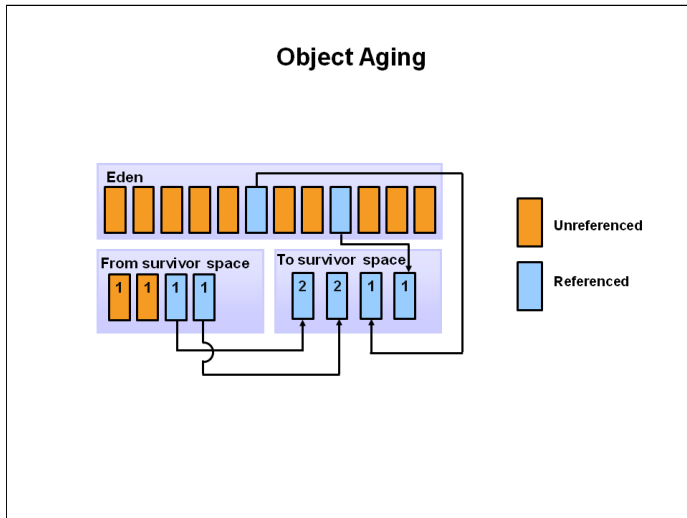 Object Aging
Eden
From survivor space
1 1 1 1
To survivor space
2 2 1 1
Unreferenced
Referenced